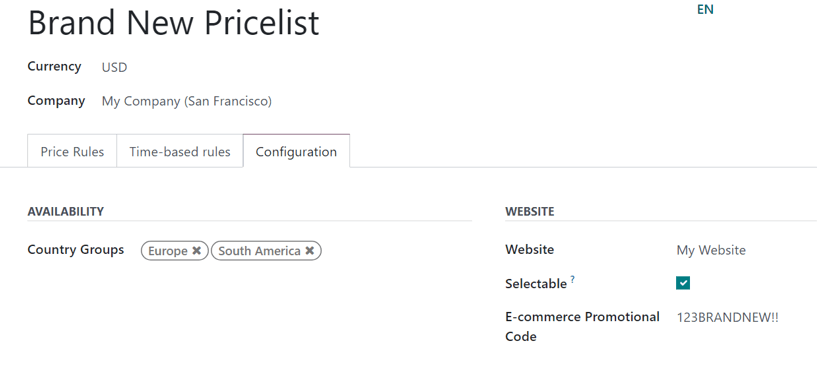 Brand New Pricelist
EN
Currency USD
Company My Company (San Francisco)
Price Rules Time-based rules Configuration
AVAILABILITY
Country Groups Europe ✖ South America ✖
WEBSITE
Website My Website
Selectable ?
E-commerce Promotional 123BRANDNEW!!
Code